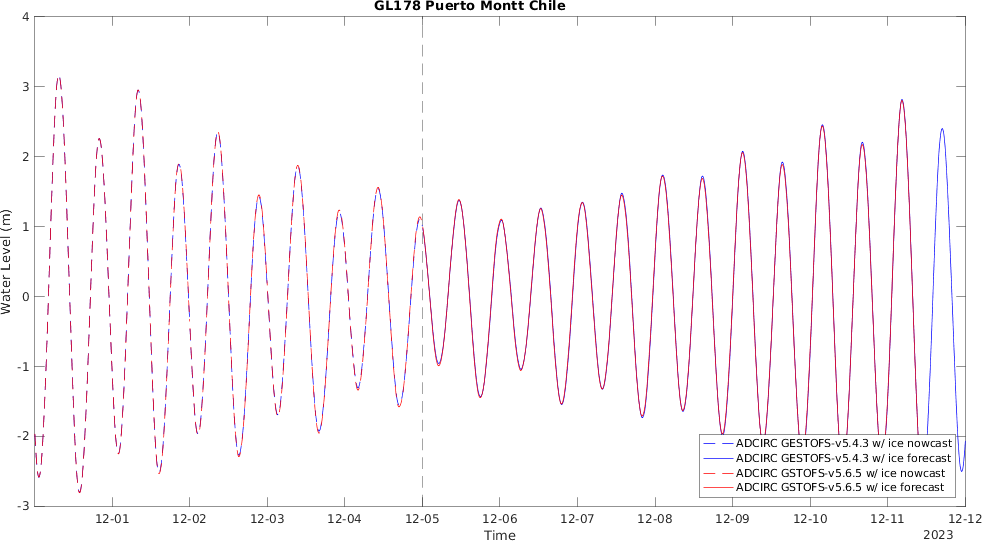 GL178 Puerto Montt Chile
4
3
2
1
0
-1
-2
-3
Water Level (m)
ADCIRC GESTOFS-v5.4.3 w/ ice nowcast
ADCIRC GESTOFS-v5.4.3 w/ ice forecast
ADCIRC GSTOFS-v5.6.5 w/ ice nowcast
ADCIRC GSTOFS-v5.6.5 w/ ice forecast
12-01 12-02 12-03 12-04 12-05 12-06 12-07 12-08 12-09 12-10 12-11 12-12
Time
2023